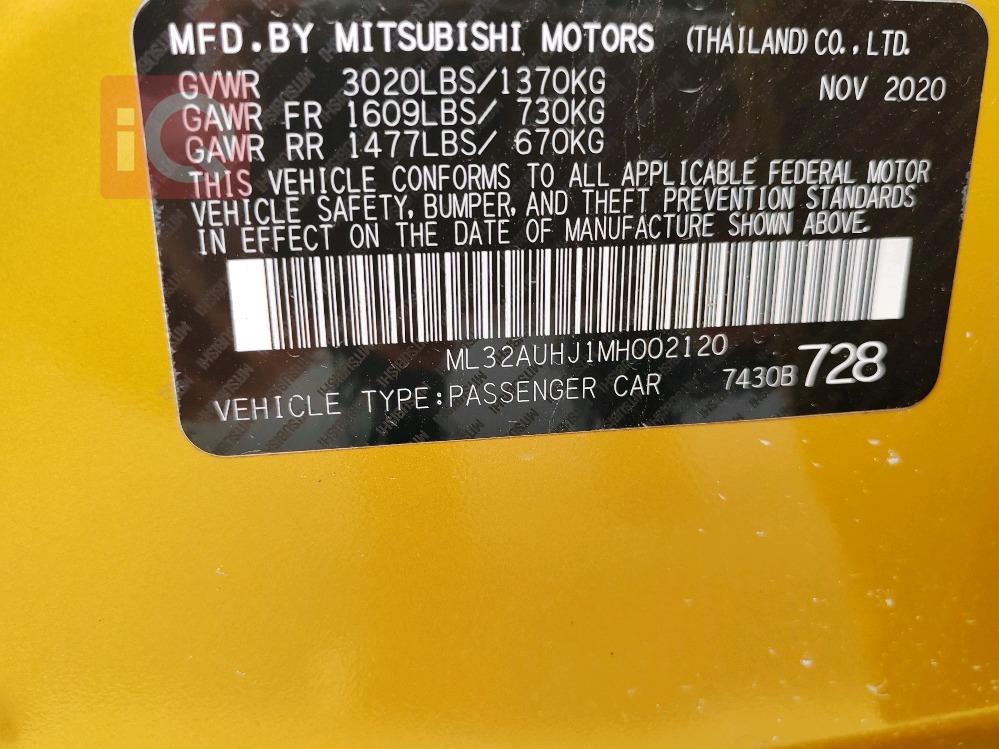 MFD.BY MITSUBISHI MOTORS (THAILAND) CO., LTD.
GVWR 3020LBS/1370KG NOV 2020
GAWR FR 1609LBS/ 730KG
GAWR RR 1477LBS/ 670KG
THIS VEHICLE CONFORMS TO ALL APPLICABLE FEDERAL MOTOR
VEHICLE SAFETY, BUMPER, AND THEFT PREVENTION STANDARDS
IN EFFECT ON THE DATE OF MANUFACTURE SHOWN ABOVE.
ML32AUHJ1MH002120
VEHICLE TYPE:PASSENGER CAR 7430B728